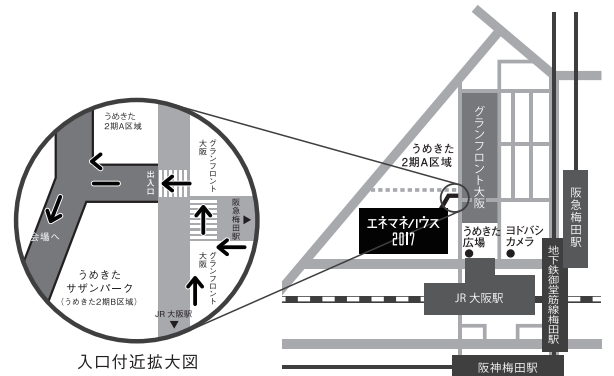 うめきた
2期A区域
グランフロント
大阪
出入口
阪急梅田駅
会場へ
うめきた
サザンパーク
(うめきた2期B区域)
グランフロント
大阪
JR 大阪駅
入口付近拡大図
うめきた
2期A区域
グランフロント大阪
エネマネハウス
2017
うめきた
広場
ヨドバシ
カメラ
阪急梅田駅
地下鉄御堂筋線梅田駅
JR 大阪駅
阪神梅田駅